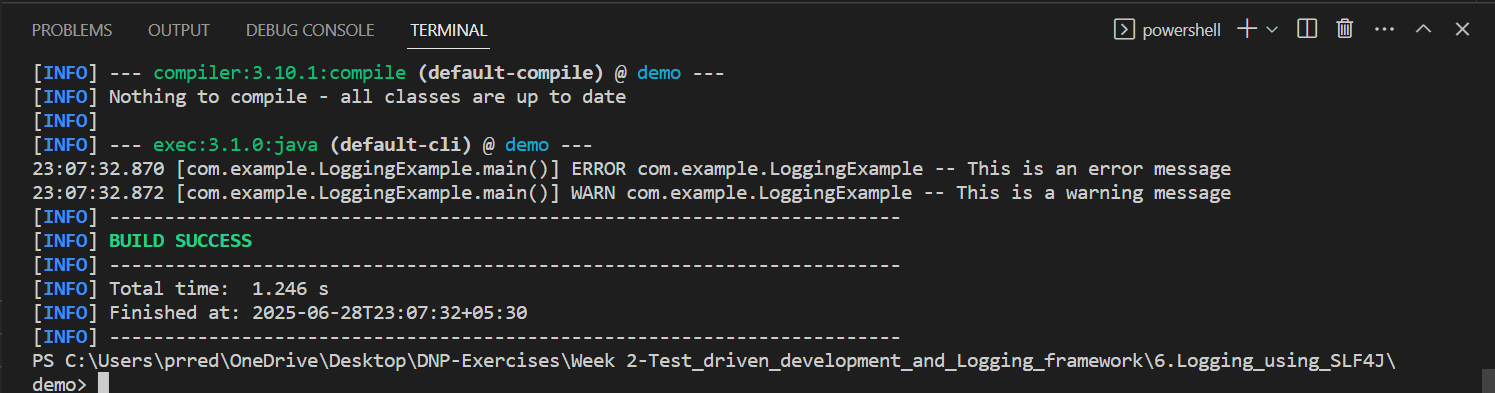 PROBLEMS OUTPUT DEBUG CONSOLE TERMINAL powershell
[INFO] --- compiler:3.10.1:compile (default-compile) @ demo ---
[INFO] Nothing to compile - all classes are up to date
[INFO]
[INFO] --- exec:3.1.0:java (default-cli) @ demo ---
23:07:32.870 [com.example.LoggingExample.main()] ERROR com.example.LoggingExample -- This is an error message
23:07:32.872 [com.example.LoggingExample.main()] WARN com.example.LoggingExample -- This is a warning message
[INFO] ------------------------------------------------------------------------
[INFO] BUILD SUCCESS
[INFO] ------------------------------------------------------------------------
[INFO] Total time:  1.246 s
[INFO] Finished at: 2025-06-28T23:07:32+05:30
[INFO] ------------------------------------------------------------------------
PS C:\Users\prred\OneDrive\Desktop\DNP-Exercises\Week 2-Test_driven_development_and_Logging_framework\6.Logging_using_SLF4J\
demo>